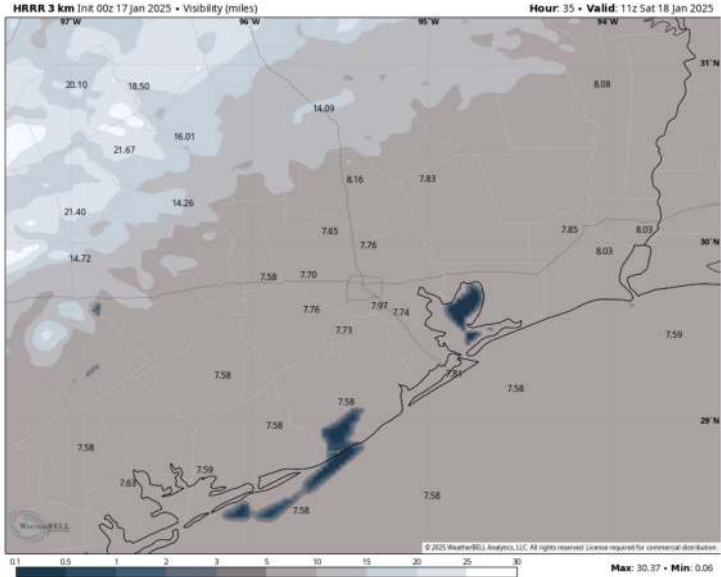 HRRR 3 km Init 00z 17 Jan 2025 • Visibility (miles)
Hour: 35 • Valid: 11z Sat 18 Jan 2025
97°W 96°W 95°W 94°W
31°N
20.10 18.50 8.08
14.09
16.01
21.67
8.16 7.83
14.26
21.40
7.65 7.85 8.03
30°N
7.76 8.03
14.72
7.58 7.70
7.76 7.97 7.74
7.73 7.59
7.81
7.58 7.58
7.58
29°N
7.58
7.58
7.59
7.63
7.58
7.58
WeatherBELL
© 2025 WeatherBELL Analytics, LLC. All rights reserved. License required for commercial distribution.
0.1 0.5 1 2 3 5 10 15 20 25 30
Max: 30.37 • Min: 0.06